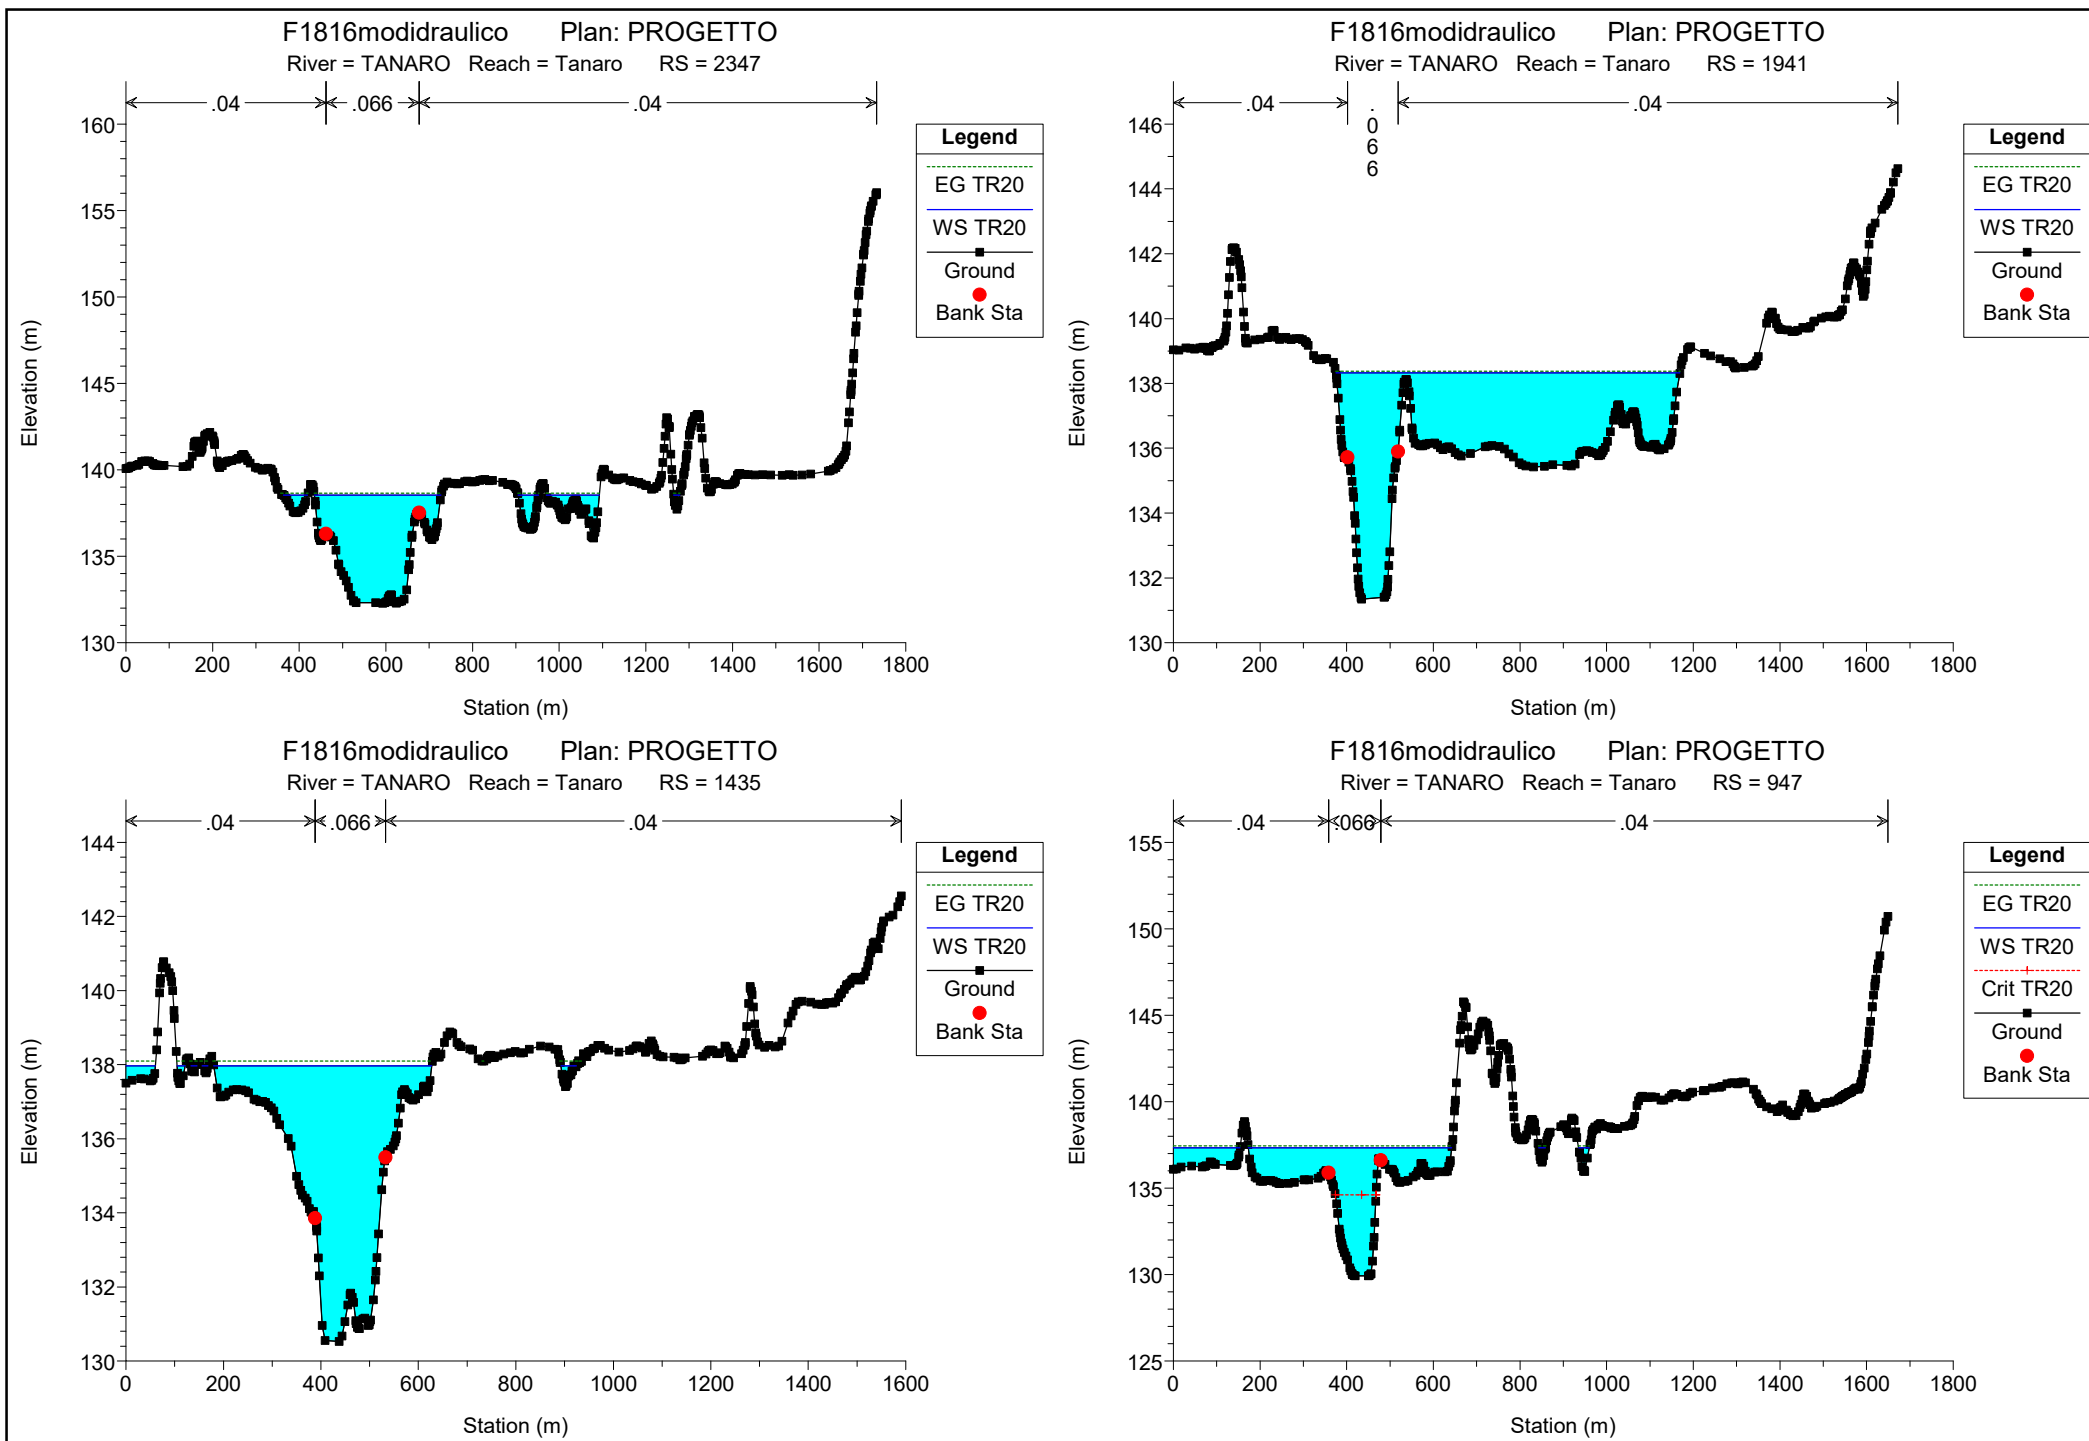 F1816modidraulico Plan: PROGETTO
River = TANARO Reach = Tanaro RS = 2347
.04 .066 .04
160
155
150
145
140
135
130
0 200 400 600 800 1000 1200 1400 1600 1800
Elevation (m)
Station (m)
Legend
EG TR20
WS TR20
Ground
Bank Sta
F1816modidraulico Plan: PROGETTO
River = TANARO Reach = Tanaro RS = 1941
.04 .066 .04
146
144
142
140
138
136
134
132
130
0 200 400 600 800 1000 1200 1400 1600 1800
Elevation (m)
Station (m)
Legend
EG TR20
WS TR20
Ground
Bank Sta
F1816modidraulico Plan: PROGETTO
River = TANARO Reach = Tanaro RS = 1435
.04 .066 .04
144
142
140
138
136
134
132
130
0 200 400 600 800 1000 1200 1400 1600
Elevation (m)
Station (m)
Legend
EG TR20
WS TR20
Ground
Bank Sta
F1816modidraulico Plan: PROGETTO
River = TANARO Reach = Tanaro RS = 947
.04 .066 .04
155
150
145
140
135
130
125
0 200 400 600 800 1000 1200 1400 1600 1800
Elevation (m)
Station (m)
Legend
EG TR20
WS TR20
Crit TR20
Ground
Bank Sta